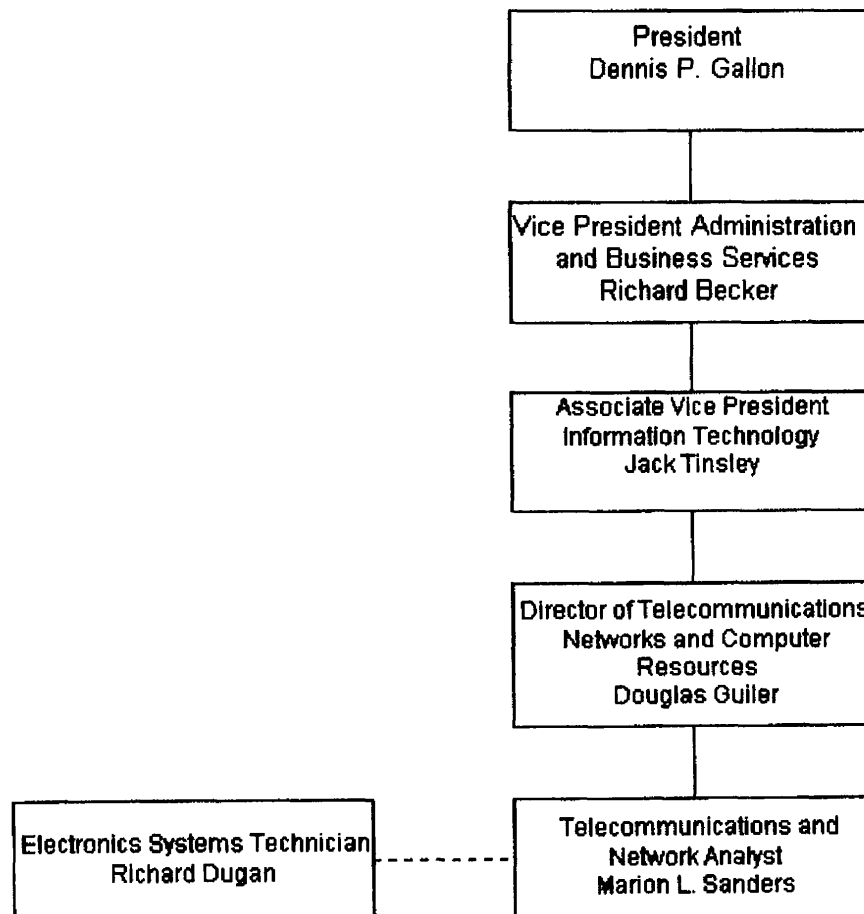 President
Dennis P. Gallon
Vice President Administration
and Business Services
Richard Becker
Associate Vice President
Information Technology
Jack Tinsley
Director of Telecommunications
Networks and Computer
Resources
Douglas Guiler
Electronics Systems Technician
Richard Dugan
Telecommunications and
Network Analyst
Marion L. Sanders